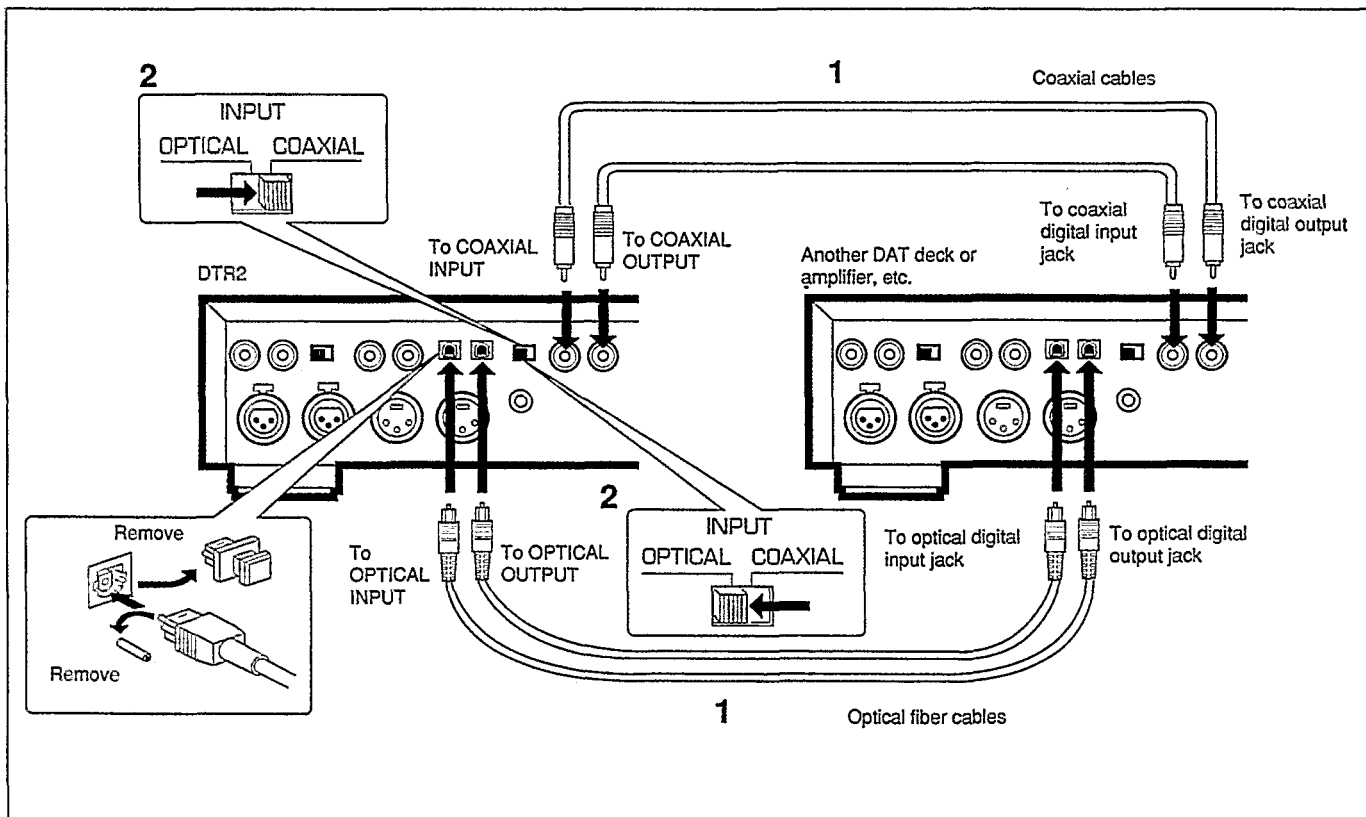 2
INPUT
OPTICAL COAXIAL
1
Coaxial cables
To COAXIAL
INPUT
To COAXIAL
OUTPUT
To coaxial
digital input
jack
To coaxial
digital output
jack
DTR2
Another DAT deck or
amplifier, etc.
Remove
Remove
To
OPTICAL
INPUT
To OPTICAL
OUTPUT
2
INPUT
OPTICAL COAXIAL
To optical digital
input jack
To optical digital
output jack
1
Optical fiber cables